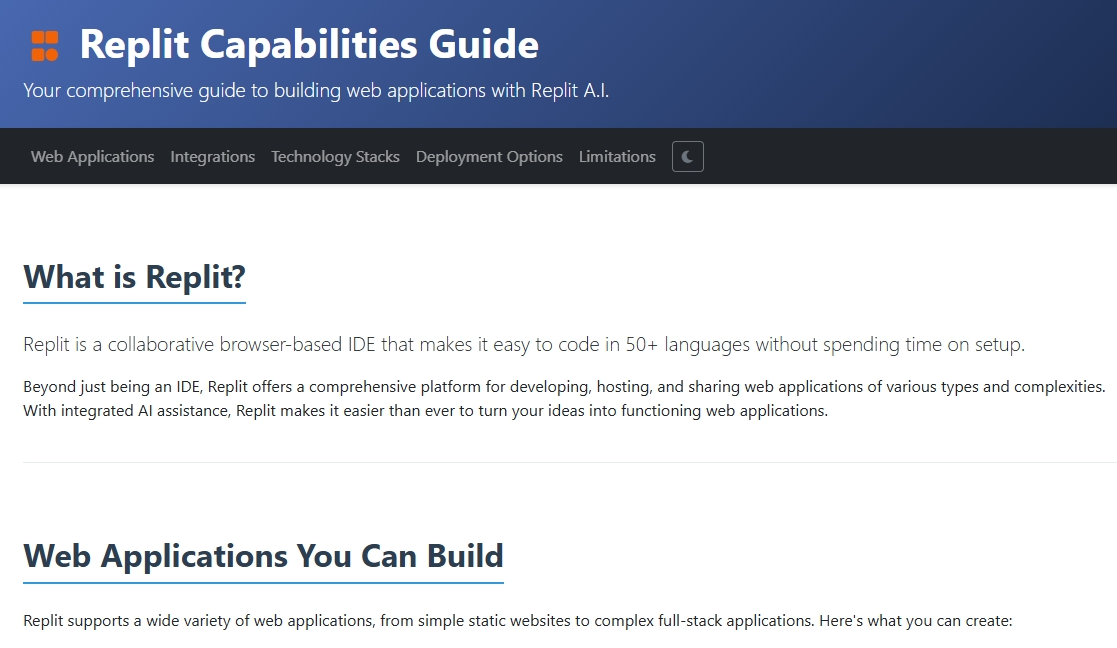 Replit Capabilities Guide
Your comprehensive guide to building web applications with Replit A.I.
Web Applications Integrations Technology Stacks Deployment Options Limitations
What is Replit?
Replit is a collaborative browser-based IDE that makes it easy to code in 50+ languages without spending time on setup.
Beyond just being an IDE, Replit offers a comprehensive platform for developing, hosting, and sharing web applications of various types and complexities.
With integrated AI assistance, Replit makes it easier than ever to turn your ideas into functioning web applications.
Web Applications You Can Build
Replit supports a wide variety of web applications, from simple static websites to complex full-stack applications. Here's what you can create: